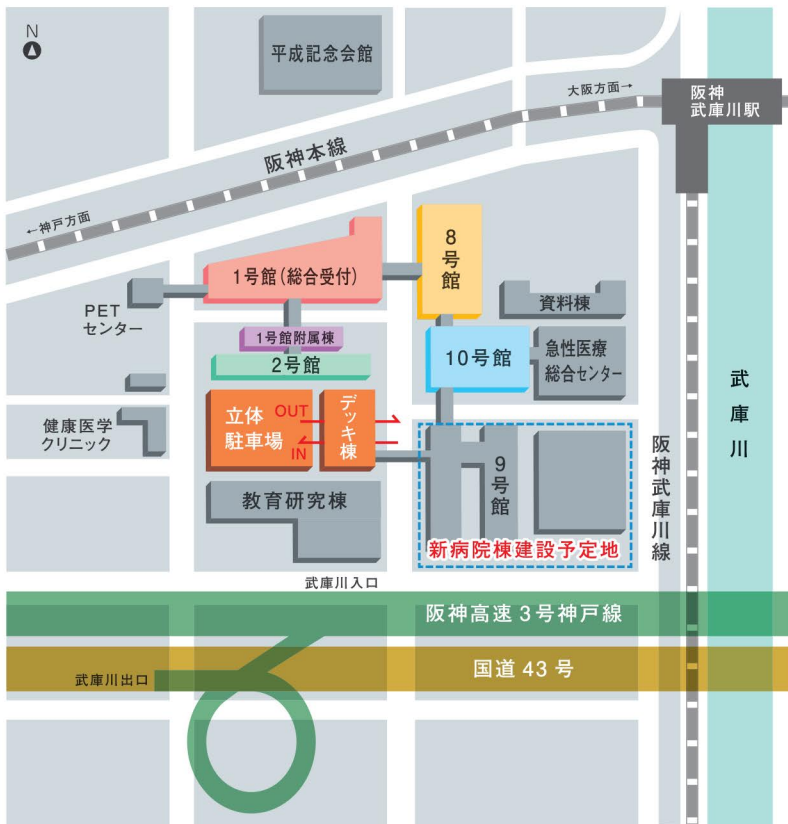 N
平成記念会館
大阪方面→
阪神
武庫川駅
阪神本線
←神戸方面
8号館
1号館(総合受付)
PET
センター
資料棟
1号館附属棟
10号館
急性医療
総合センター
2号館
武庫川
立体
駐車場
OUT
IN
デッキ棟
健康医学
クリニック
9号館
阪神武庫川線
教育研究棟
新病院棟建設予定地
武庫川入口
阪神高速3号神戸線
国道43号
武庫川出口